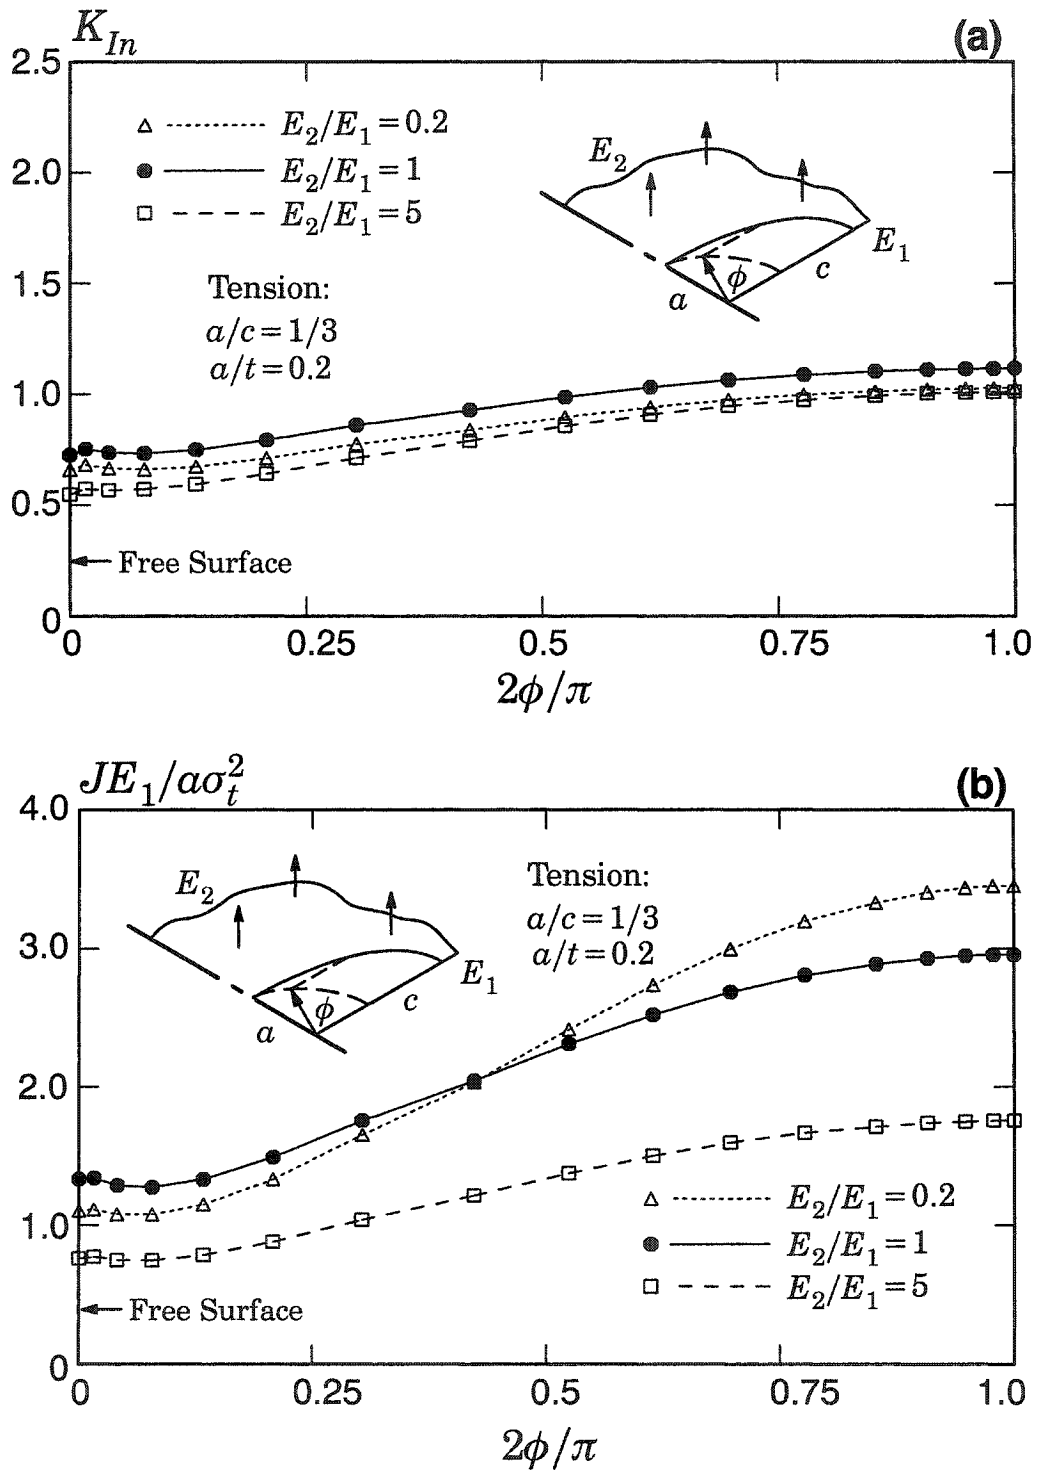 K_In
(a)
2.5
2.0
1.5
1.0
0.5
0
E_2/E_1=0.2
E_2/E_1=1
E_2/E_1=5
Tension:
a/c=1/3
a/t=0.2
E_2
E_1
c
a
ϕ
Free Surface
0 0.25 0.5 0.75 1.0
2ϕ/π
JE_1/aσ_t^2
(b)
4.0
3.0
2.0
1.0
0
E_2
E_1
c
a
ϕ
Tension:
a/c=1/3
a/t=0.2
E_2/E_1=0.2
E_2/E_1=1
E_2/E_1=5
Free Surface
0 0.25 0.5 0.75 1.0
2ϕ/π